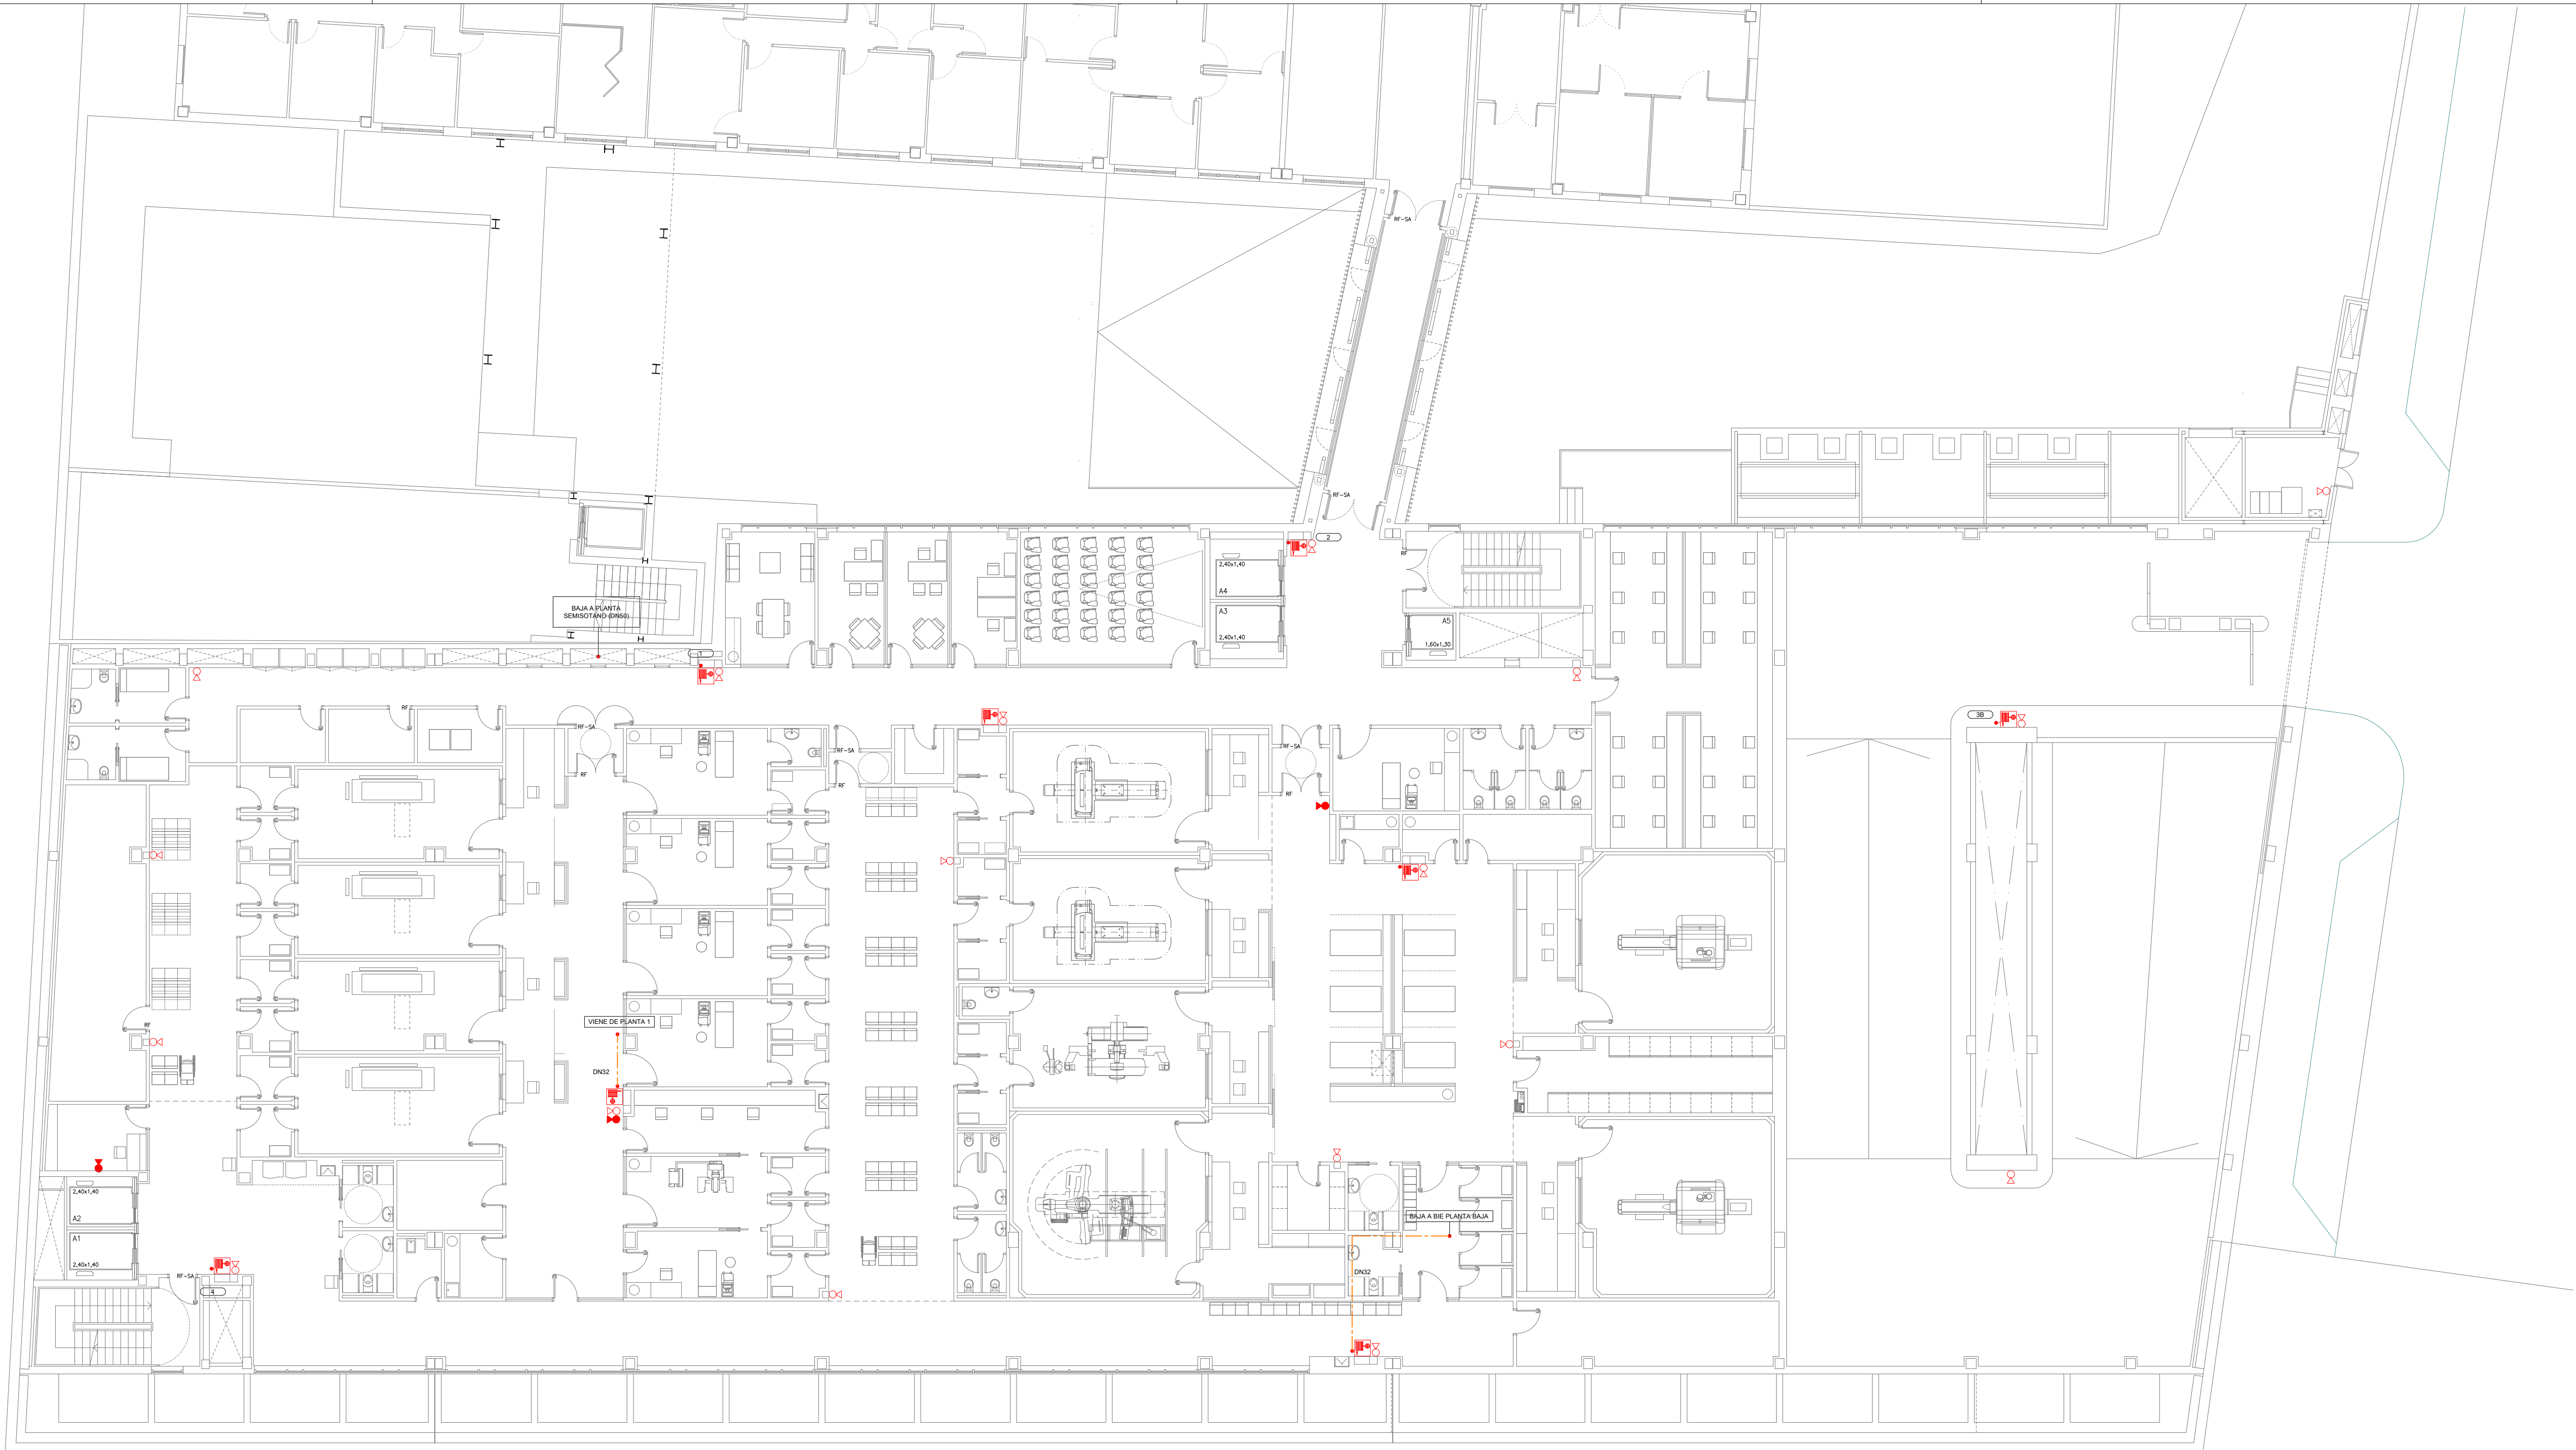 RF-SA
RF-SA
2
RF
2,40x1,40
A4
A3
2,40x1,40
A5
1,60x1,30
BAJA A PLANTA
SEMISOTANO (DN50)
1
RF
RF-SA
RF
RF-SA
RF
RF-SA
RF
3B
VIENE DE PLANTA 1
RF
DN32
2,40x1,40
A2
A1
2,40x1,40
RF-SA
4
BAJA A BIE PLANTA BAJA
DN32